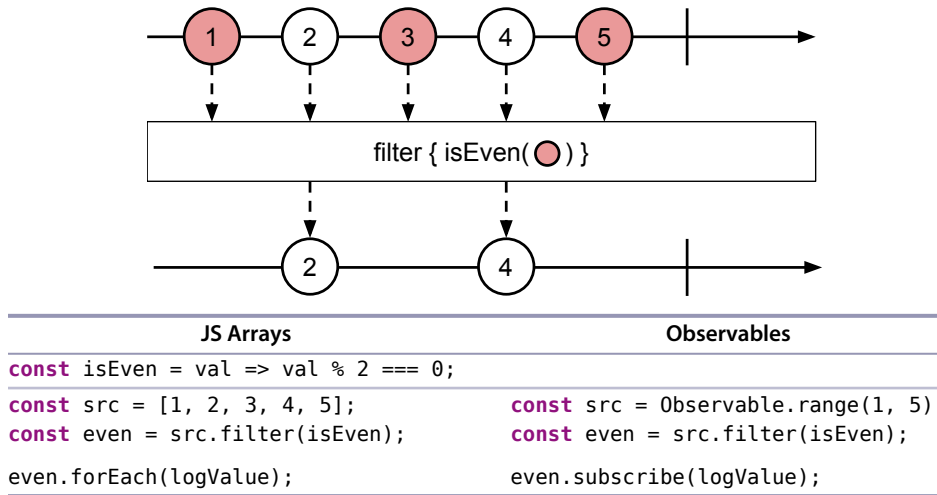 1 2 3 4 5
filter { isEven( ) }
2 4
JS Arrays Observables
const isEven = val => val % 2 === 0;
const src = [1, 2, 3, 4, 5]; const src = Observable.range(1, 5)
const even = src.filter(isEven); const even = src.filter(isEven);
even.forEach(logValue); even.subscribe(logValue);